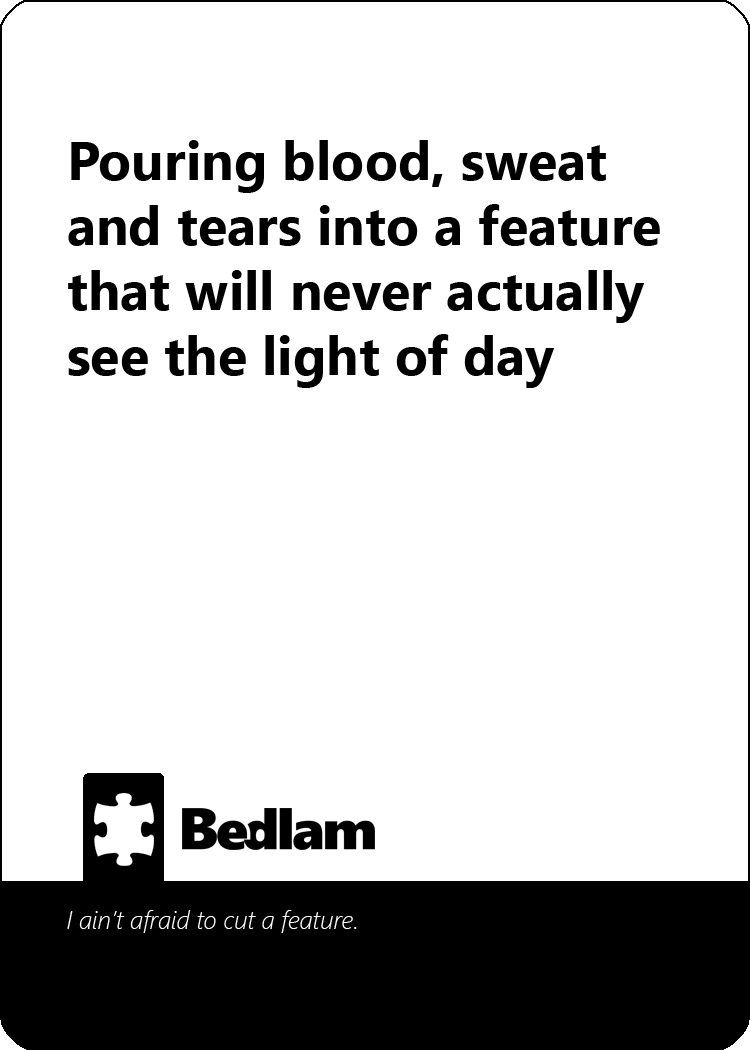 Pouring blood, sweat
and tears into a feature
that will never actually
see the light of day
Bedlam
I ain't afraid to cut a feature.